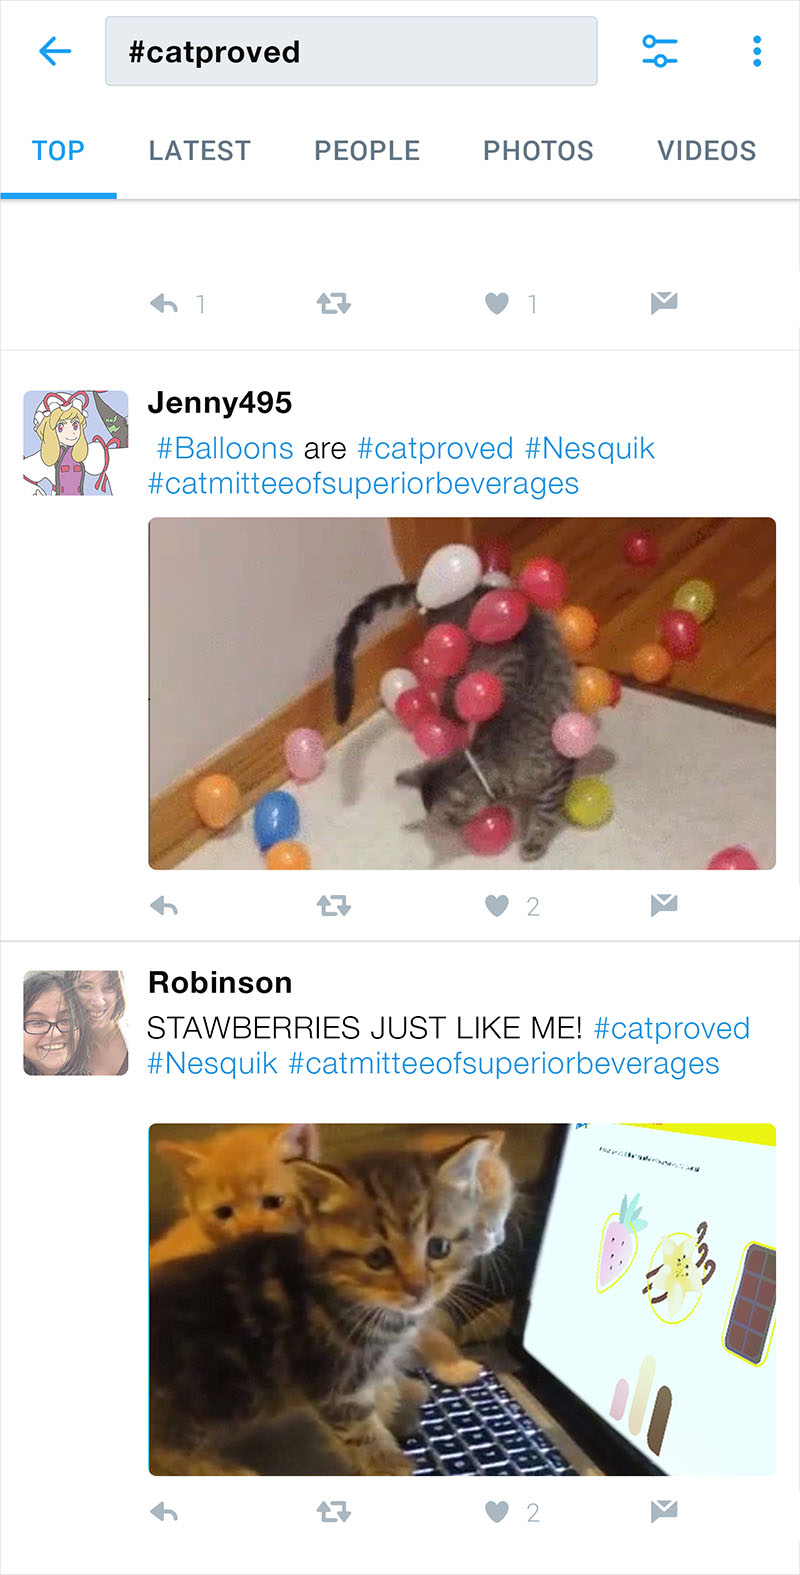 #catproved
TOP LATEST PEOPLE PHOTOS VIDEOS
1 1
Jenny495
#Balloons are #catproved #Nesquik
#catmitteeofsuperiorbeverages
2
Robinson
STAWBERRIES JUST LIKE ME! #catproved
#Nesquik #catmitteeofsuperiorbeverages
2